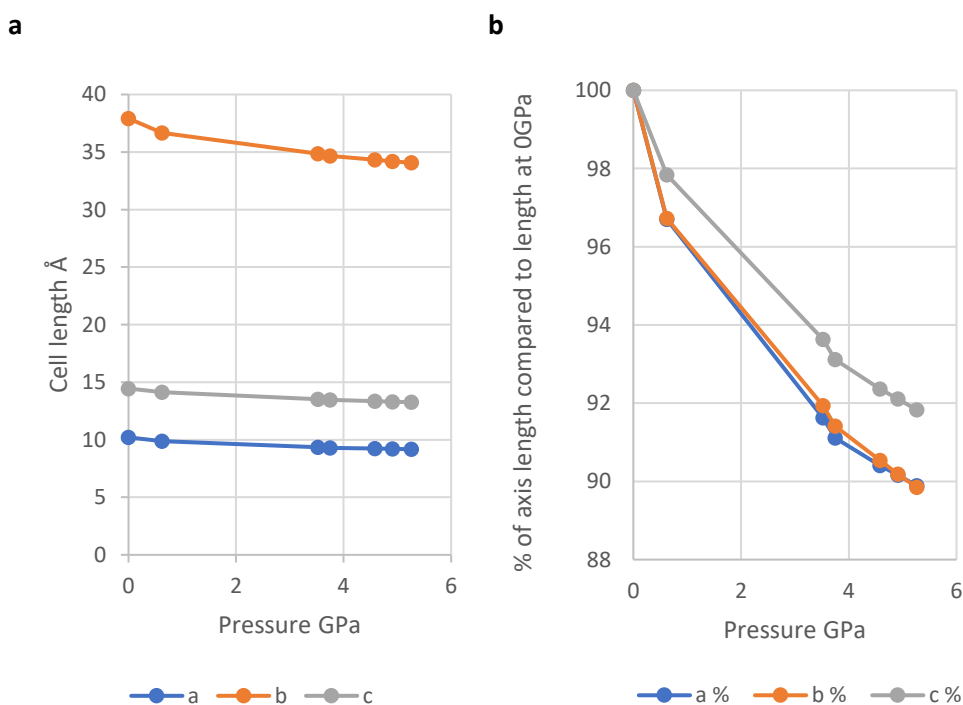 a
40
35
30
25
20
15
10
5
0
Cell length Å
0 2 4 6
Pressure GPa
a b c
b
100
98
96
94
92
90
88
% of axis length compared to length at 0GPa
0 2 4 6
Pressure GPa
a % b % c %